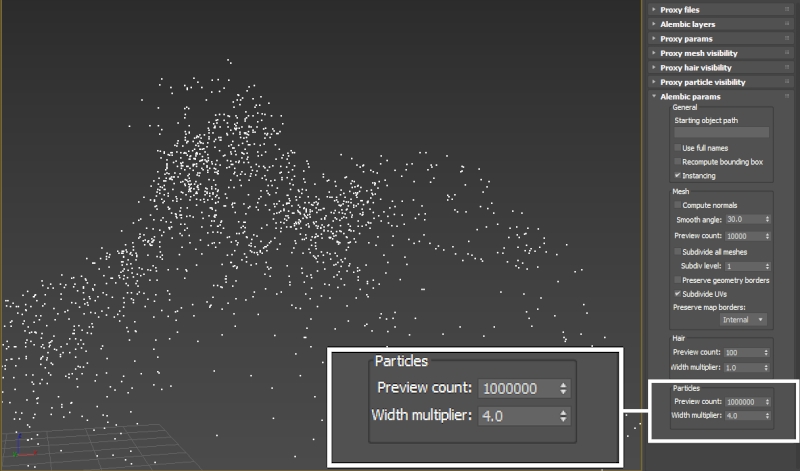 Proxy files
Alembic layers
Proxy params
Proxy mesh visibility
Proxy hair visibility
Proxy particle visibility
Alembic params
General
Starting object path
Use full names
Recompute bounding box
Instancing
Mesh
Compute normals
Smooth angle: 30.0
Preview count: 10000
Subdivide all meshes
Subdiv level: 1
Preserve geometry borders
Subdivide UVs
Preserve map borders:
Internal
Hair
Preview count: 100
Width multiplier: 1.0
Particles
Preview count: 1000000
Width multiplier: 4.0
Particles
Preview count: 1000000
Width multiplier: 4.0